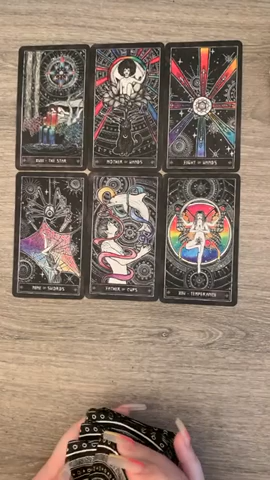 XVII · THE STAR
MOTHER OF WANDS
EIGHT OF WANDS
NINE OF SWORDS
FATHER OF CUPS
XIV · TEMPERANCE